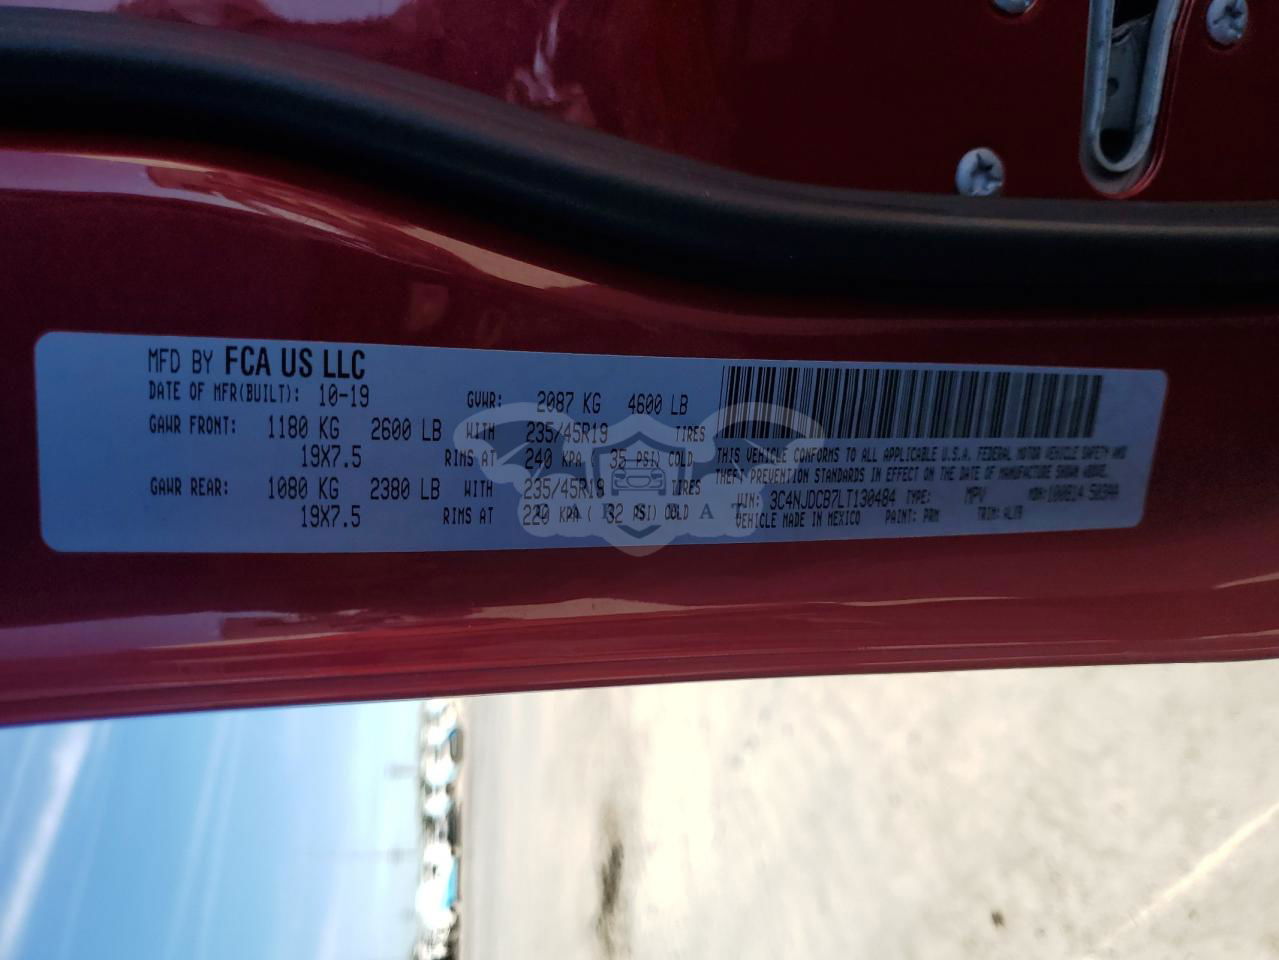 MFD BY FCA US LLC
DATE OF MFR(BUILT): 10-19 GVWR: 2087 KG 4600 LB
GAWR FRONT: 1180 KG 2600 LB WITH 235/45R19 TIRES
19X7.5 RIMS AT 240 KPA 35 PSI) COLD
GAWR REAR: 1080 KG 2380 LB WITH 235/45R19 TIRES
19X7.5 RIMS AT 220 KPA ( 32 PSI) COLD
THIS VEHICLE CONFORMS TO ALL APPLICABLE U.S.A. FEDERAL MOTOR VEHICLE SAFETY AND
THEFT PREVENTION STANDARDS IN EFFECT ON THE DATE OF MANUFACTURE SHOWN ABOVE.
VIN: 3C4NJDCB7LT130484 TYPE: MPV MDH:
VEHICLE MADE IN MEXICO PAINT: PRM TRIM: